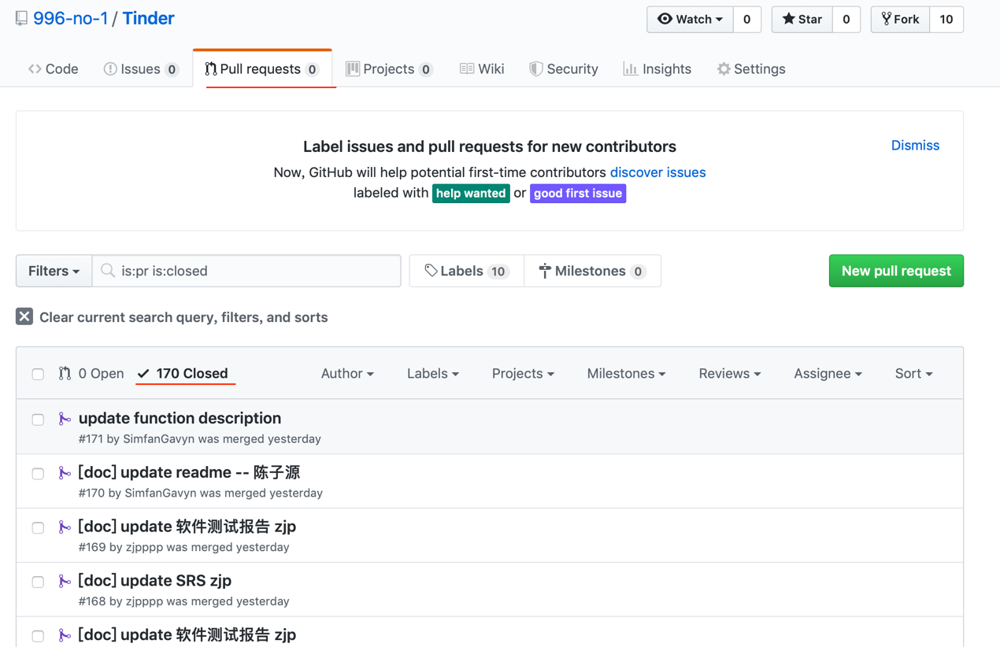 996-no-1 / Tinder
Watch 0 Star 0 Fork 10
Code Issues 0 Pull requests 0 Projects 0 Wiki Security Insights Settings
Label issues and pull requests for new contributors
Dismiss
Now, GitHub will help potential first-time contributors discover issues
labeled with help wanted or good first issue
Filters is:pr is:closed Labels 10 Milestones 0 New pull request
Clear current search query, filters, and sorts
0 Open 170 Closed Author Labels Projects Milestones Reviews Assignee Sort
update function description
#171 by SimfanGavyn was merged yesterday
[doc] update readme -- 陈子源
#170 by SimfanGavyn was merged yesterday
[doc] update 软件测试报告 zjp
#169 by zjpppp was merged yesterday
[doc] update SRS zjp
#168 by zjpppp was merged yesterday
[doc] update 软件测试报告 zjp